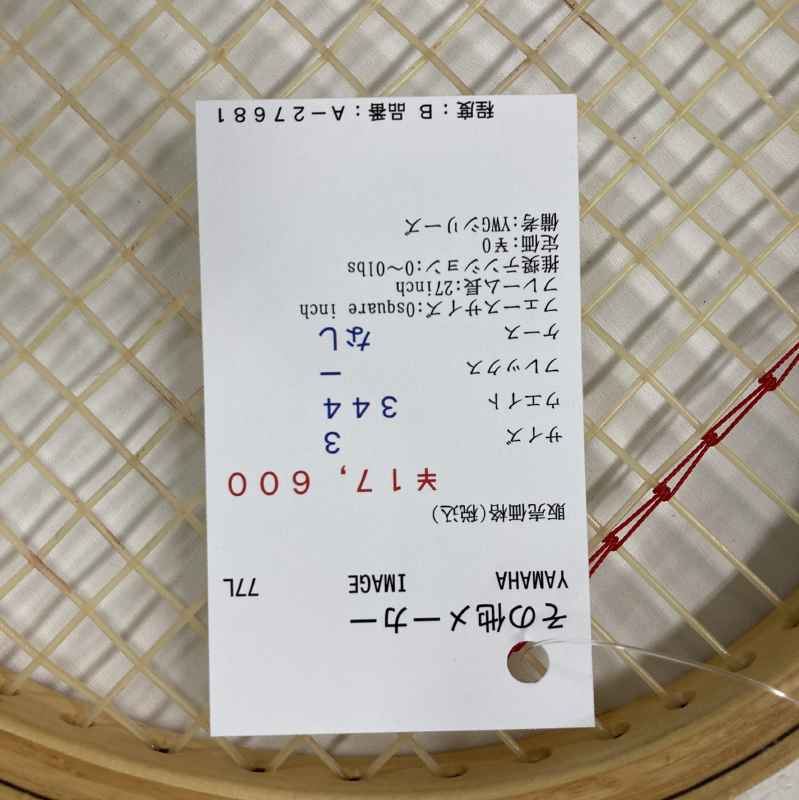 その他メーカー
YAMAHA IMAGE 77L
販売価格(税込)
¥17,600
サイズ 3
ウエイト 344
フレックス ー
ケース なし
フェースサイズ:0square inch
フレーム長:27inch
推奨テンション:0~0lbs
定価:¥0
備考:YWGシリーズ
程度:B 品番:A-27681